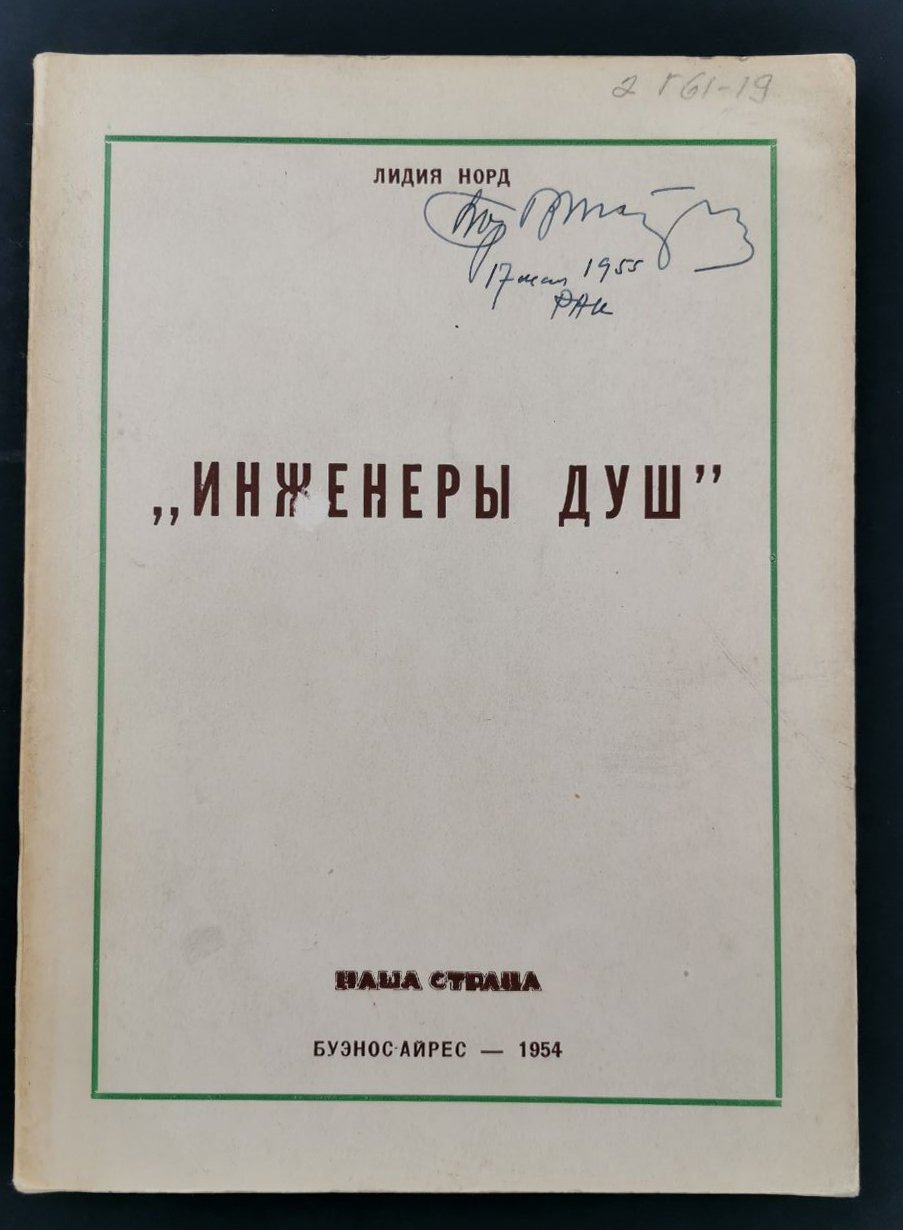 2 Г61-19
ЛИДИЯ НОРД
17 мая 1955
„ИНЖЕНЕРЫ ДУШ”
НАША СТРАНА
БУЭНОС-АЙРЕС — 1954